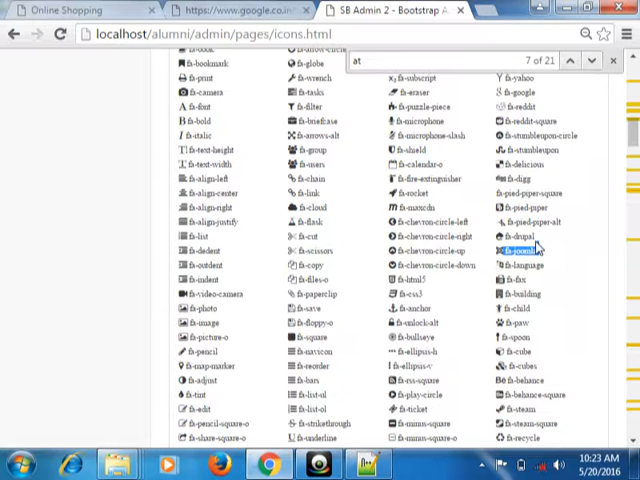 Online Shopping
https://www.google.co.in
SB Admin 2 - Bootstrap A
localhost/alumni/admin/pages/icons.html
at
7 of 21
fa-bookmark
fa-print
fa-camera
fa-font
fa-bold
fa-italic
fa-text-height
fa-text-width
fa-align-left
fa-align-center
fa-align-right
fa-align-justify
fa-list
fa-dedent
fa-outdent
fa-indent
fa-video-camera
fa-photo
fa-image
fa-picture-o
fa-pencil
fa-map-marker
fa-adjust
fa-tint
fa-edit
fa-pencil-square-o
fa-share-square-o
fa-globe
fa-wrench
fa-tasks
fa-filter
fa-briefcase
fa-arrows-alt
fa-group
fa-users
fa-chain
fa-link
fa-cloud
fa-flask
fa-cut
fa-scissors
fa-copy
fa-files-o
fa-paperclip
fa-save
fa-floppy-o
fa-square
fa-navicon
fa-reorder
fa-bars
fa-list-ul
fa-list-ol
fa-strikethrough
fa-underline
fa-subscript
fa-eraser
fa-puzzle-piece
fa-microphone
fa-microphone-slash
fa-shield
fa-calendar-o
fa-fire-extinguisher
fa-rocket
fa-maxcdn
fa-chevron-circle-left
fa-chevron-circle-right
fa-chevron-circle-up
fa-chevron-circle-down
fa-html5
fa-css3
fa-anchor
fa-unlock-alt
fa-bullseye
fa-ellipsis-h
fa-ellipsis-v
fa-rss-square
fa-play-circle
fa-ticket
fa-minus-square
fa-minus-square-o
fa-yahoo
fa-google
fa-reddit
fa-reddit-square
fa-stumbleupon-circle
fa-stumbleupon
fa-delicious
fa-digg
fa-pied-piper-square
fa-pied-piper
fa-pied-piper-alt
fa-drupal
fa-joomla
fa-language
fa-fax
fa-building
fa-child
fa-paw
fa-spoon
fa-cube
fa-cubes
fa-behance
fa-behance-square
fa-steam
fa-steam-square
fa-recycle
10:23 AM
5/20/2016